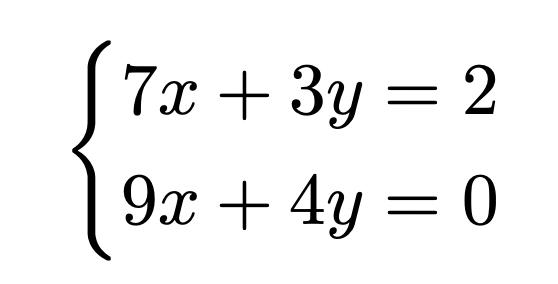 7x + 3y = 2
9x + 4y = 0